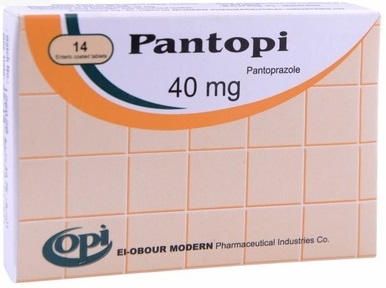 14
Enteric coated tablets
Pantopi
Pantoprazole
40 mg
opi
El-OBOUR MODERN Pharmaceutical Industries Co.